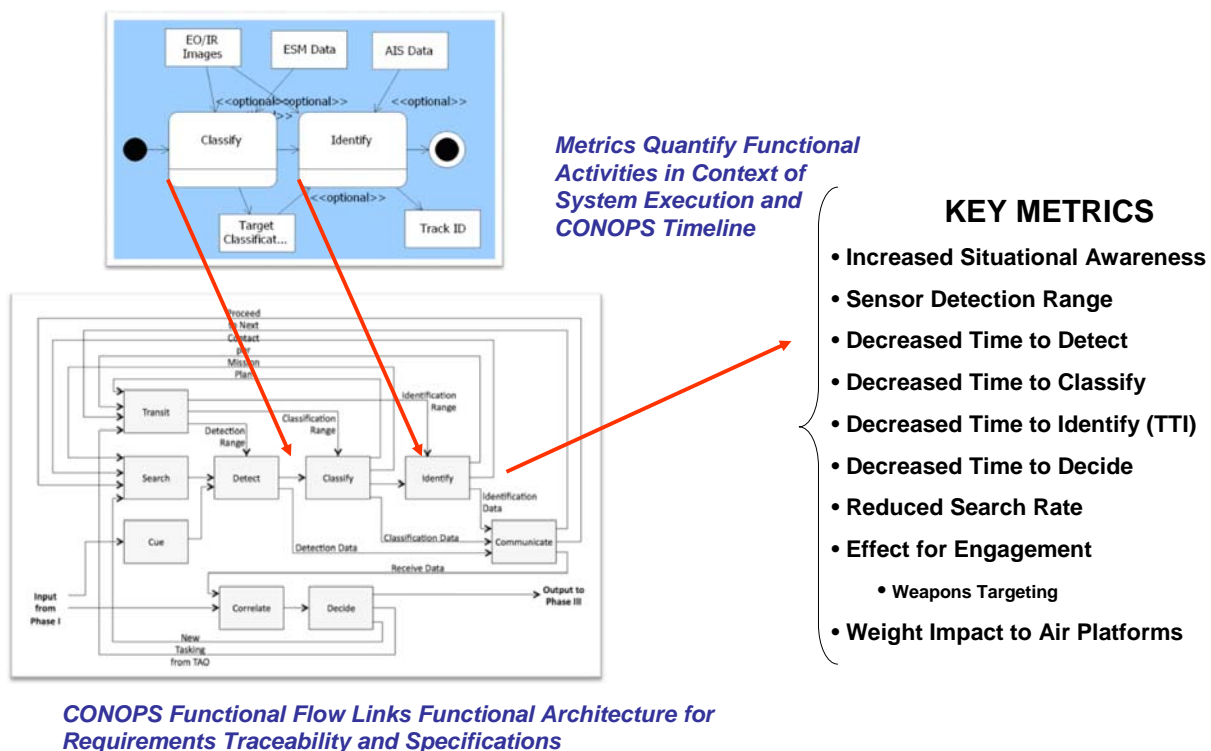 EO/IR
Images
ESM Data
AIS Data
<<optional>>
<<optional>>
<<optional>>
Classify
Identify
<<optional>>
Target
Classificat...
Track ID
Metrics Quantify Functional
Activities in Context of
System Execution and
CONOPS Timeline
KEY METRICS
• Increased Situational Awareness
• Sensor Detection Range
• Decreased Time to Detect
• Decreased Time to Classify
• Decreased Time to Identify (TTI)
• Decreased Time to Decide
• Reduced Search Rate
• Effect for Engagement
• Weapons Targeting
• Weight Impact to Air Platforms
Proceed
to Next
Contact
per
Mission
Plan
Transit
Identification
Range
Classification
Range
Detection
Range
Search
Detect
Classify
Identify
Identification
Data
Cue
Communicate
Classification Data
Detection Data
Receive Data
Input
from
Phase I
Correlate
Decide
Output to
Phase III
New
Tasking
from TAO
CONOPS Functional Flow Links Functional Architecture for
Requirements Traceability and Specifications